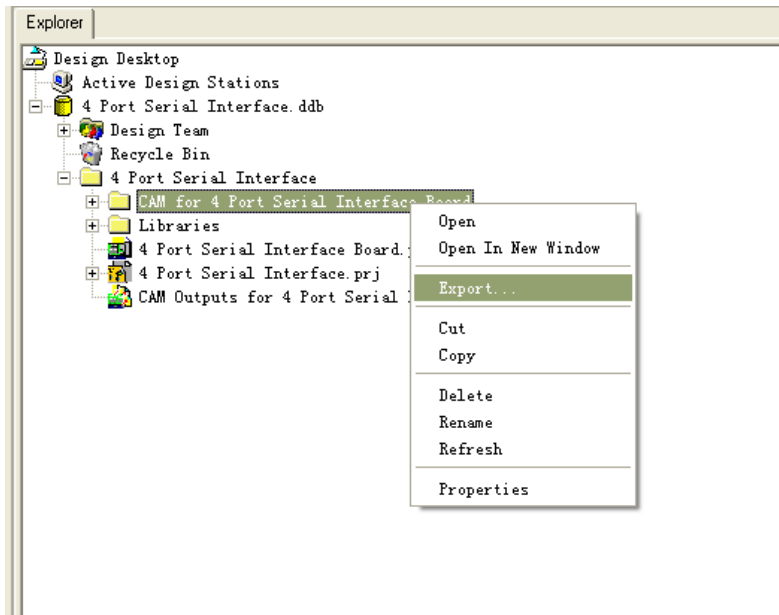 Explorer
Design Desktop
Active Design Stations
4 Port Serial Interface.ddb
Design Team
Recycle Bin
4 Port Serial Interface
CAM for 4 Port Serial Interface Board
Libraries
4 Port Serial Interface Board.
4 Port Serial Interface.prj
CAM Outputs for 4 Port Serial
Open
Open In New Window
Export...
Cut
Copy
Delete
Rename
Refresh
Properties